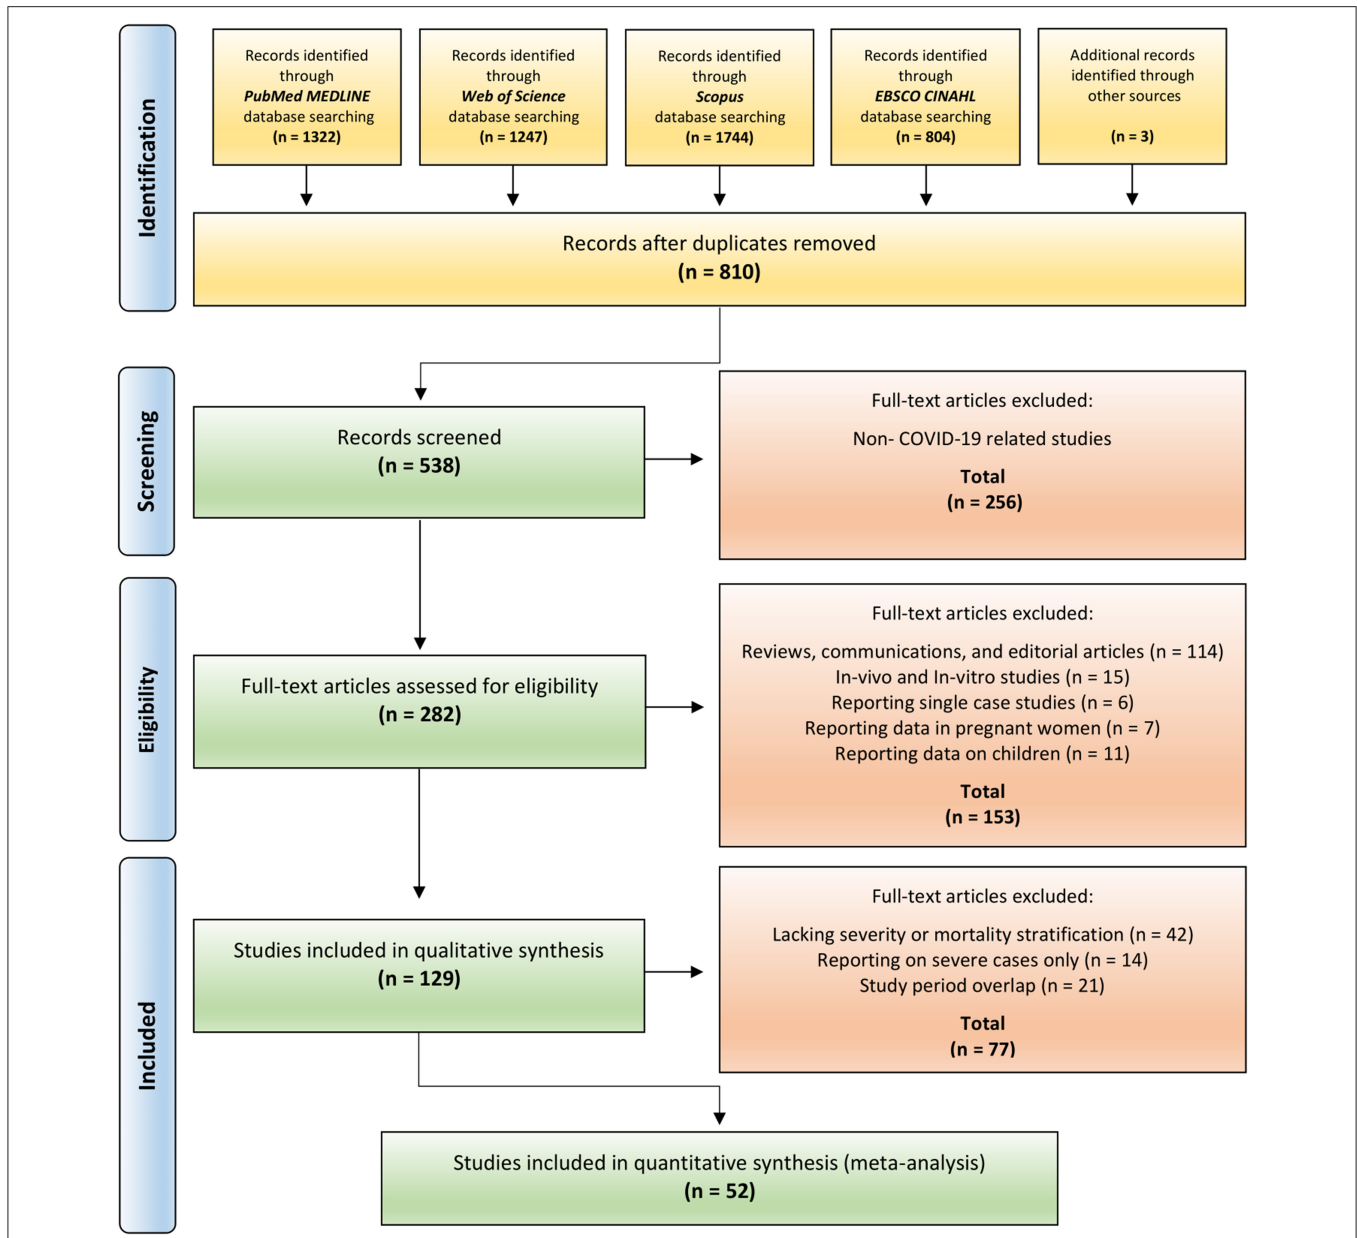 Identification
Records identified
through
PubMed MEDLINE
database searching
(n = 1322)
Records identified
through
Web of Science
database searching
(n = 1247)
Records identified
through
Scopus
database searching
(n = 1744)
Records identified
through
EBSCO CINAHL
database searching
(n = 804)
Additional records
identified through
other sources
(n = 3)
Records after duplicates removed
(n = 810)
Screening
Records screened
(n = 538)
Full-text articles excluded:
Non- COVID-19 related studies
Total
(n = 256)
Eligibility
Full-text articles assessed for eligibility
(n = 282)
Full-text articles excluded:
Reviews, communications, and editorial articles (n = 114)
In-vivo and In-vitro studies (n = 15)
Reporting single case studies (n = 6)
Reporting data in pregnant women (n = 7)
Reporting data on children (n = 11)
Total
(n = 153)
Included
Studies included in qualitative synthesis
(n = 129)
Full-text articles excluded:
Lacking severity or mortality stratification (n = 42)
Reporting on severe cases only (n = 14)
Study period overlap (n = 21)
Total
(n = 77)
Studies included in quantitative synthesis (meta-analysis)
(n = 52)